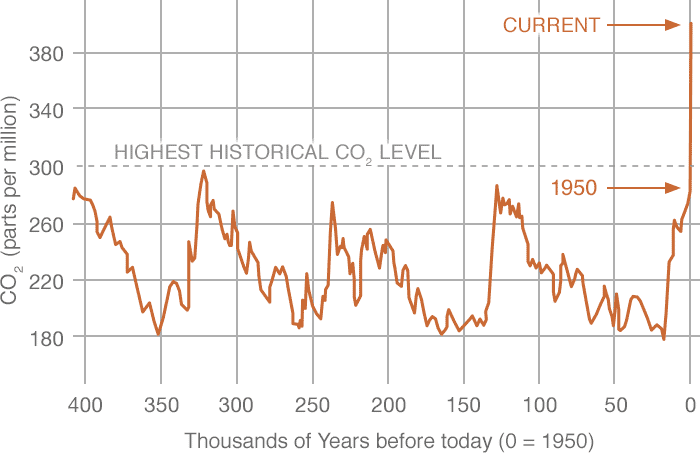 CURRENT
380
340
HIGHEST HISTORICAL CO₂ LEVEL
300
1950
260
220
180
CO₂ (parts per million)
400 350 300 250 200 150 100 50 0
Thousands of Years before today (0 = 1950)